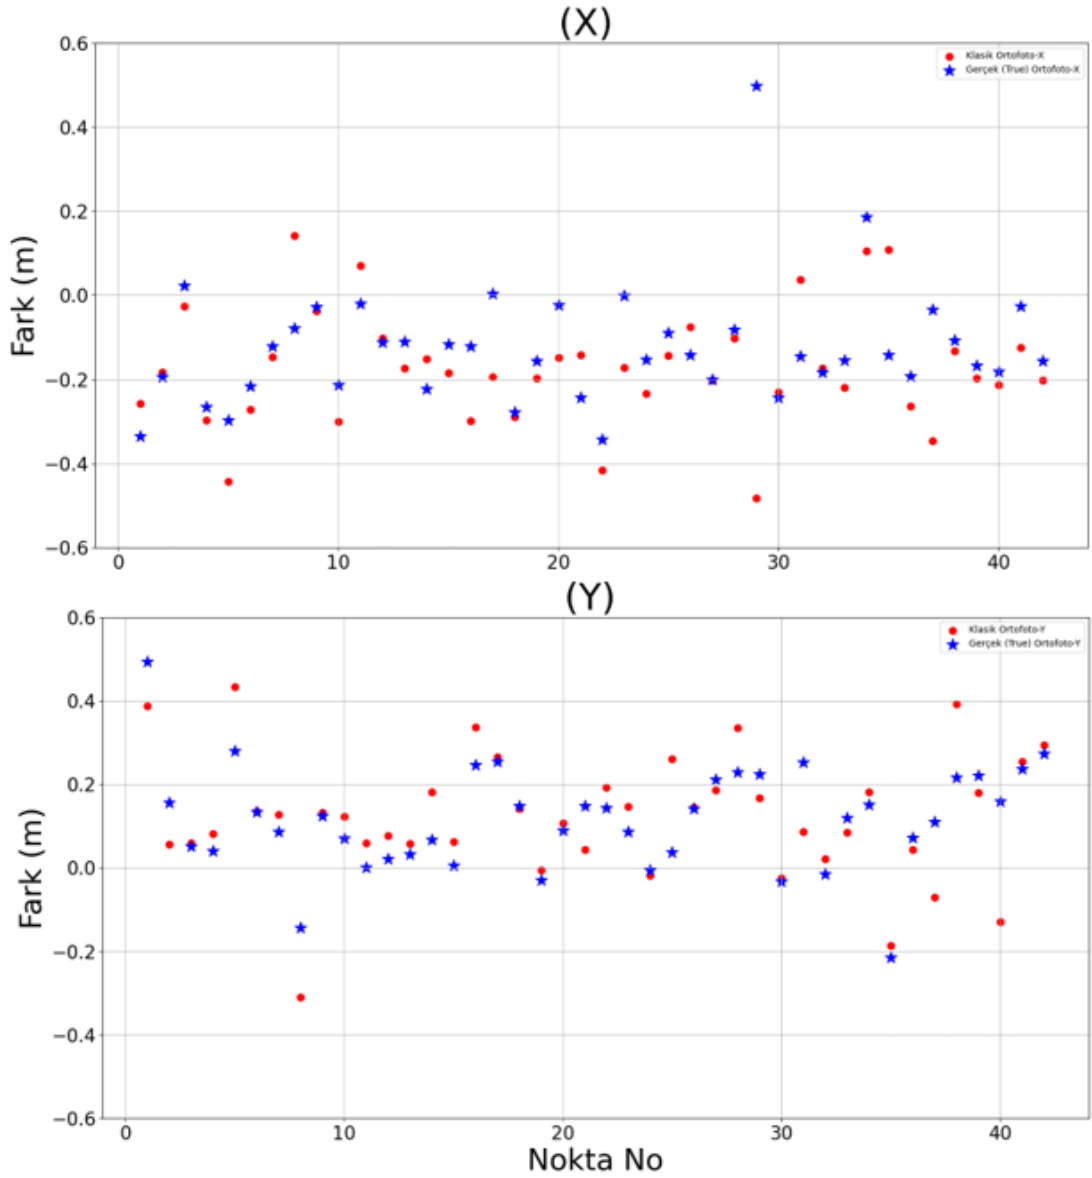 (X)
Klasik Ortofoto-X
Gerçek (True) Ortofoto-X
Fark (m)
0.6
0.4
0.2
0.0
−0.2
−0.4
−0.6
0 10 20 30 40
(Y)
Klasik Ortofoto-Y
Gerçek (True) Ortofoto-Y
Fark (m)
0.6
0.4
0.2
0.0
−0.2
−0.4
−0.6
0 10 20 30 40
Nokta No